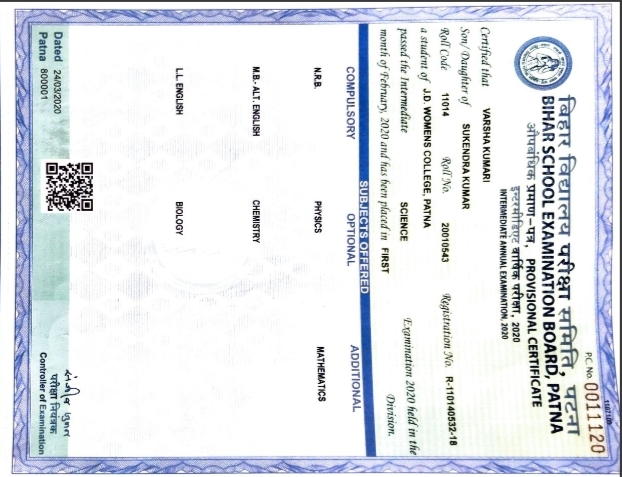 1107109
P.C. No. 0011120
बिहार विद्यालय परीक्षा समिति, पटना
BIHAR SCHOOL EXAMINATION BOARD, PATNA
औपबंधिक प्रमाण-पत्र, PROVISIONAL CERTIFICATE
इन्टरमीडिएट वार्षिक परीक्षा, 2020
INTERMEDIATE ANNUAL EXAMINATION, 2020
Certified that VARSHA KUMARI
Son/Daughter of SUKENDRA KUMAR
Roll Code 11014 Roll No. 20010543 Registration No. R-110140532-18
a student of J.D. WOMENS COLLEGE, PATNA
passed the Intermediate SCIENCE Examination 2020 held in the
month of February, 2020 and has been placed in FIRST Division.
SUBJECTS OFFERED
COMPULSORY OPTIONAL ADDITIONAL
N.R.B. PHYSICS MATHEMATICS
M.B.- ALT. ENGLISH CHEMISTRY
L.L. ENGLISH BIOLOGY
Dated 24/03/2020
Patna 800001
परीक्षा नियंत्रक
Controller of Examination